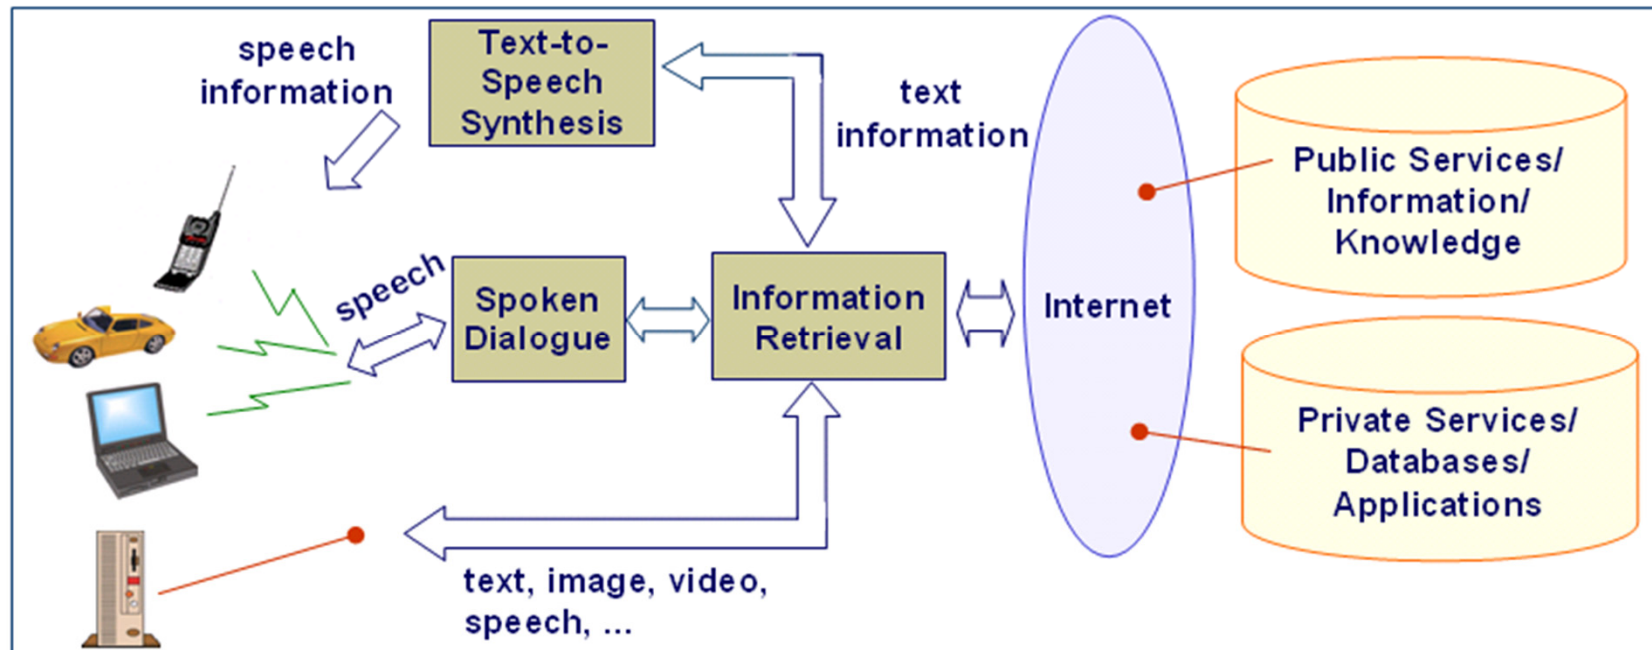 speech
information
Text-to-
Speech
Synthesis
text
information
Public Services/
Information/
Knowledge
speech
Spoken
Dialogue
Information
Retrieval
Internet
Private Services/
Databases/
Applications
text, image, video,
speech, ...